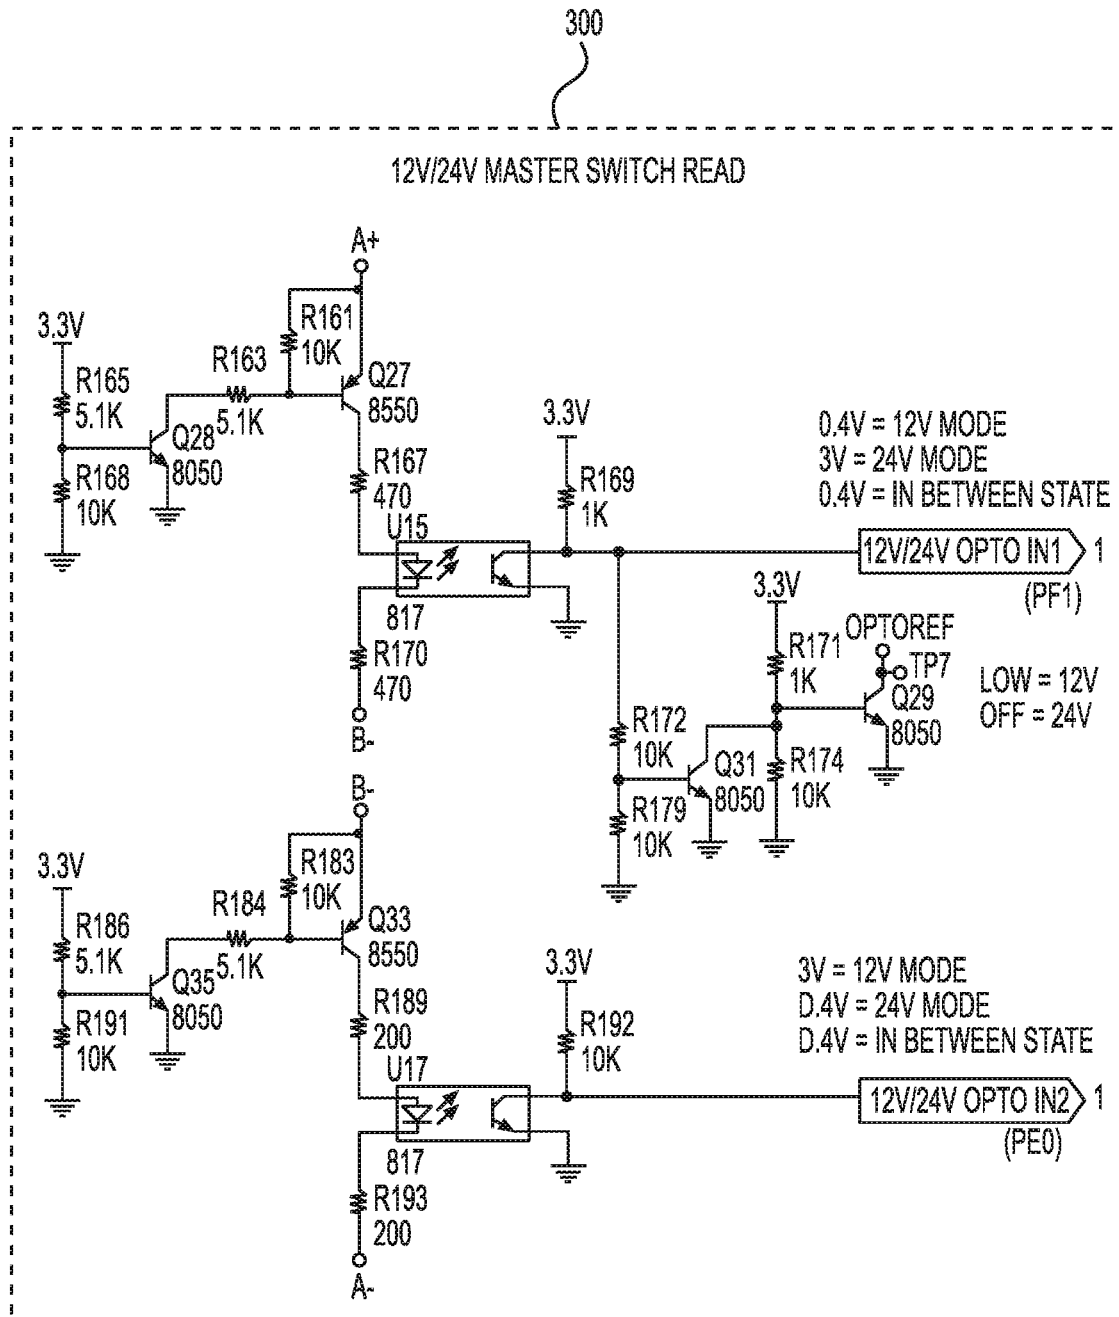 300
12V/24V MASTER SWITCH READ
A+
3.3V
R161
10K
R163
5.1K
R165
5.1K
Q27
8550
Q28
8050
R168
10K
R167
470
U15
817
R170
470
B-
3.3V
R169
1K
0.4V = 12V MODE
3V = 24V MODE
0.4V = IN BETWEEN STATE
12V/24V OPTO IN1
1
(PF1)
3.3V
R171
1K
OPTOREF
TP7
Q29
8050
LOW = 12V
OFF = 24V
R172
10K
Q31
8050
R174
10K
R179
10K
B-
3.3V
R183
10K
R184
5.1K
R186
5.1K
Q33
8550
Q35
8050
R191
10K
R189
200
U17
817
R193
200
A-
3.3V
R192
10K
3V = 12V MODE
D.4V = 24V MODE
D.4V = IN BETWEEN STATE
12V/24V OPTO IN2
1
(PE0)